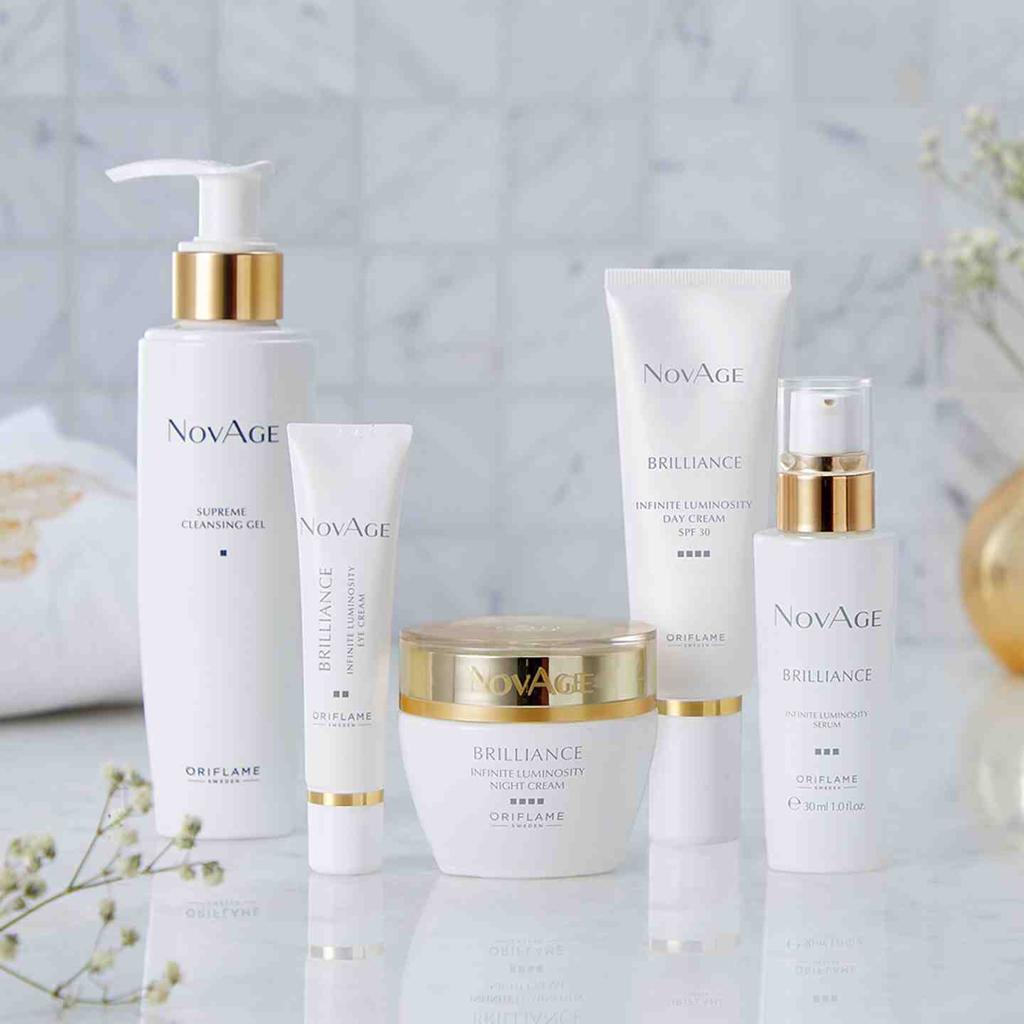 NOVAGE
SUPREME
CLEANSING GEL
ORIFLAME
SWEDEN
NOVAGE
BRILLIANCE
INFINITE LUMINOSITY
EYE CREAM
ORIFLAME
SWEDEN
NOVAGE
BRILLIANCE
INFINITE LUMINOSITY
NIGHT CREAM
ORIFLAME
SWEDEN
NOVAGE
BRILLIANCE
INFINITE LUMINOSITY
DAY CREAM
SPF 30
ORIFLAME
SWEDEN
NOVAGE
BRILLIANCE
INFINITE LUMINOSITY
SERUM
ORIFLAME
SWEDEN
℮ 30 ml 1.0 fl.oz.